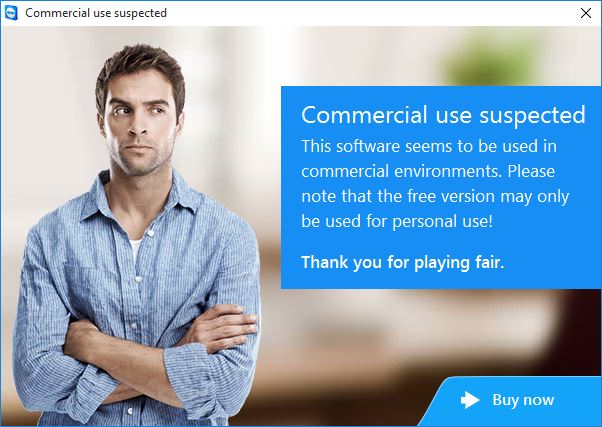 Commercial use suspected
Commercial use suspected
This software seems to be used in
commercial environments. Please
note that the free version may only
be used for personal use!
Thank you for playing fair.
Buy now